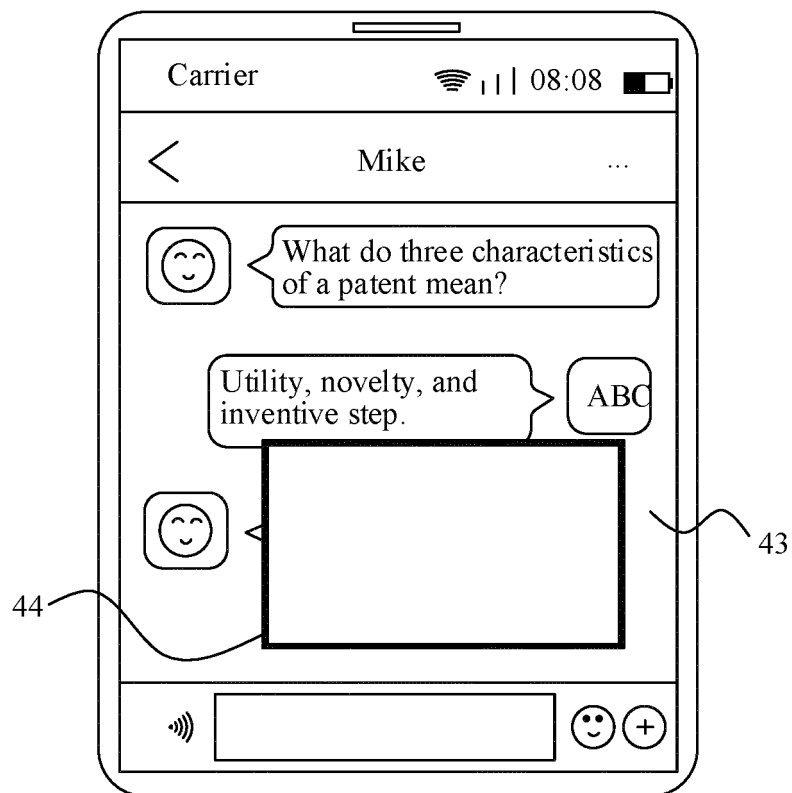 Carrier 08:08
Mike ...
What do three characteristics
of a patent mean?
Utility, novelty, and
inventive step.
ABC
43
44